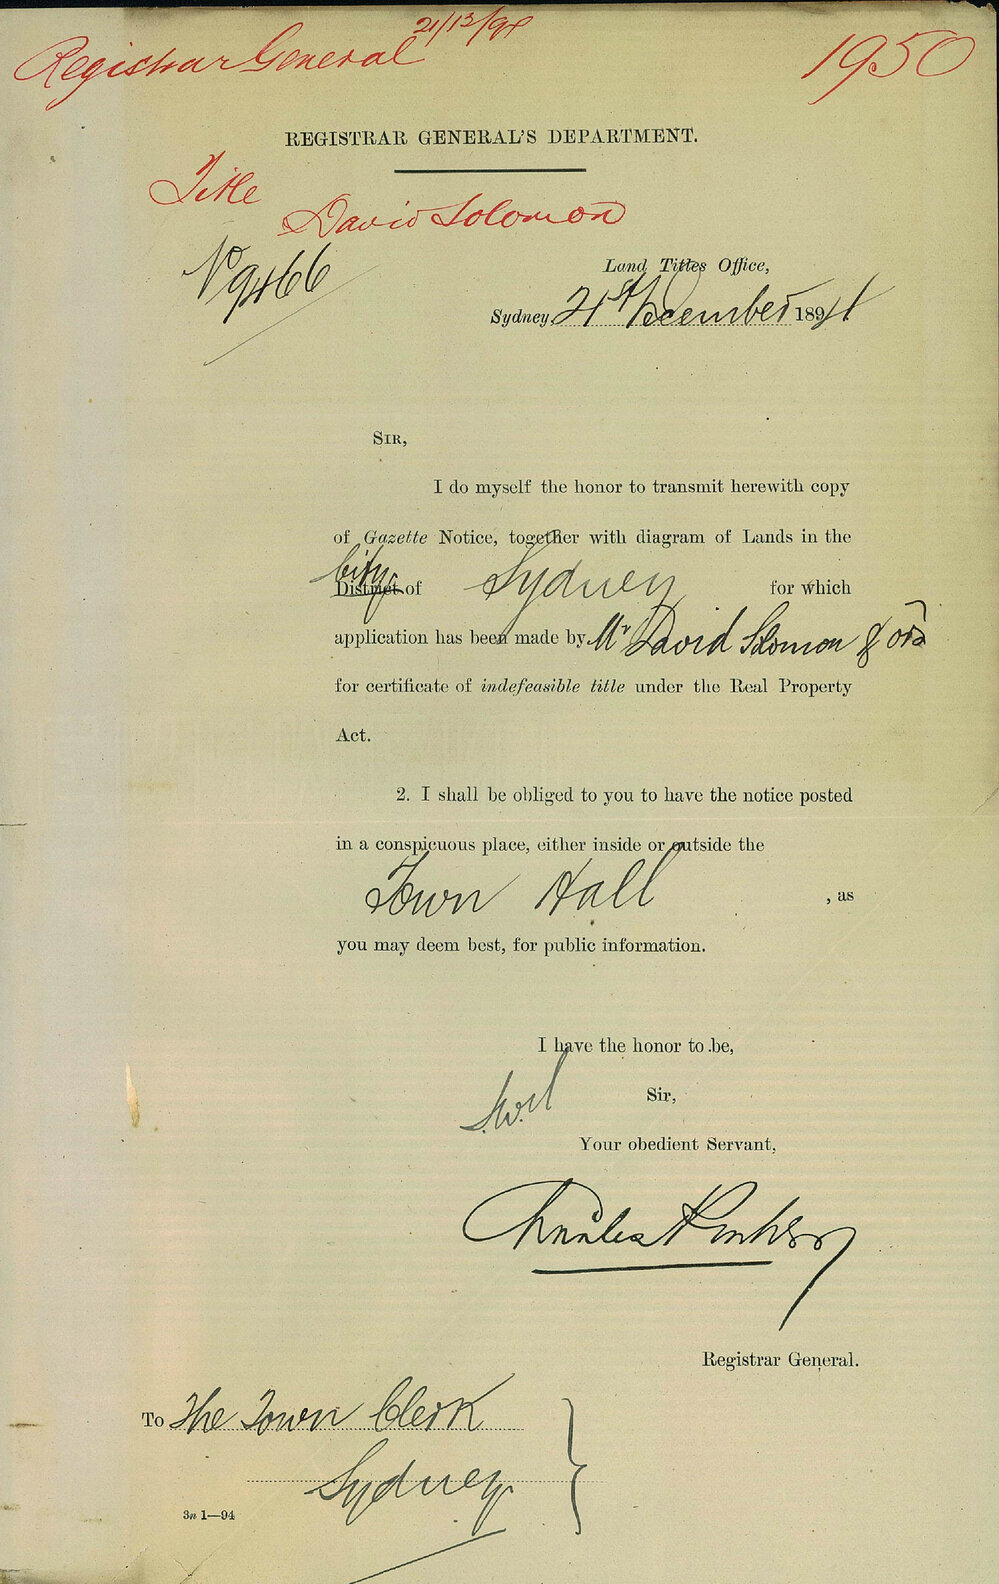 Registrar General 21/12/94
1950
REGISTRAR GENERAL'S DEPARTMENT.
Title
David Solomon
No 9466
Land Titles Office,
Sydney, 21st December 1894
SIR,
I do myself the honor to transmit herewith copy
of Gazette Notice, together with diagram of Lands in the
City
District of Sydney for which
application has been made by Mr David Solomon & ors
for certificate of indefeasible title under the Real Property
Act.
2. I shall be obliged to you to have the notice posted
in a conspicuous place, either inside or outside the
Town Hall , as
you may deem best, for public information.
I have the honor to be,
Sir,
Your obedient Servant,
Charles
Registrar General.
To The Town Clerk
Sydney
3n 1—94